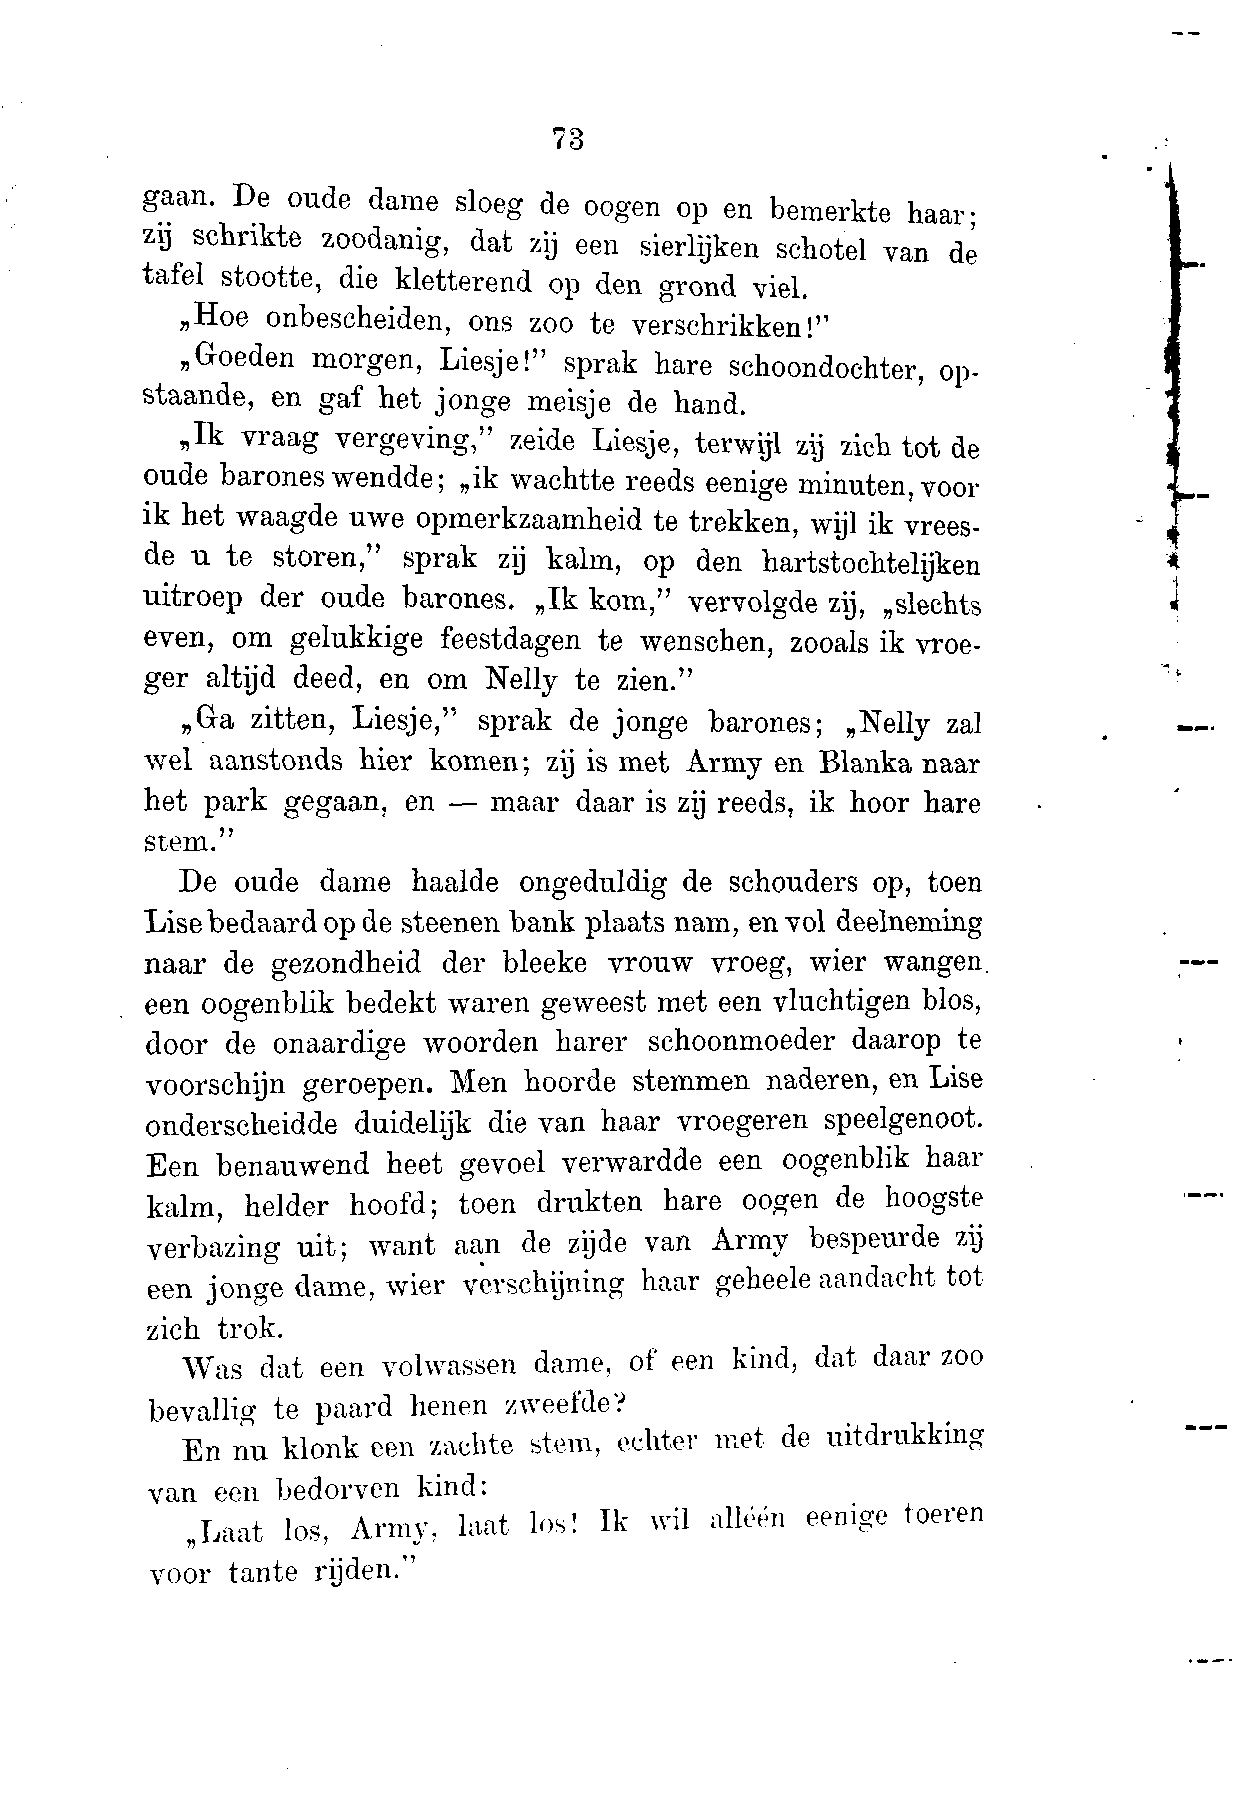 73
gaan. De oude dame sloeg de oogen op en bemerkte haar;
zij schrikte zoodanig, dat zij een sierlijken schotel van de
tafel stootte, die kletterend op den grond viel.
„Hoe onbescheiden, ons zoo te verschrikken!”
„Goeden morgen, Liesje!” sprak hare schoondochter, op-
staande, en gaf het jonge meisje de hand.
„Ik vraag vergeving,” zeide Liesje, terwijl zij zich tot de
oude barones wendde; „ik wachtte reeds eenige minuten, voor
ik het waagde uwe opmerkzaamheid te trekken, wijl ik vrees-
de u te storen,” sprak zij kalm, op den hartstochtelijken
uitroep der oude barones. „Ik kom,” vervolgde zij, „slechts
even, om gelukkige feestdagen te wenschen, zooals ik vroe-
ger altijd deed, en om Nelly te zien.”
„Ga zitten, Liesje,” sprak de jonge barones; „Nelly zal
wel aanstonds hier komen; zij is met Army en Blanka naar
het park gegaan, en — maar daar is zij reeds, ik hoor hare
stem.”
De oude dame haalde ongeduldig de schouders op, toen
Lise bedaard op de steenen bank plaats nam, en vol deelneming
naar de gezondheid der bleeke vrouw vroeg, wier wangen
een oogenblik bedekt waren geweest met een vluchtigen blos,
door de onaardige woorden harer schoonmoeder daarop te
voorschijn geroepen. Men hoorde stemmen naderen, en Lise
onderscheidde duidelijk die van haar vroegeren speelgenoot.
Een benauwend heet gevoel verwardde een oogenblik haar
kalm, helder hoofd; toen drukten hare oogen de hoogste
verbazing uit; want aan de zijde van Army bespeurde zij
een jonge dame, wier verschijning haar geheele aandacht tot
zich trok.
Was dat een volwassen dame, of een kind, dat daar zoo
bevallig te paard henen zweefde?
En nu klonk een zachte stem, echter met de uitdrukking
van een bedorven kind:
„Laat los, Army, laat los! Ik wil alléén eenige toeren
voor tante rijden.”